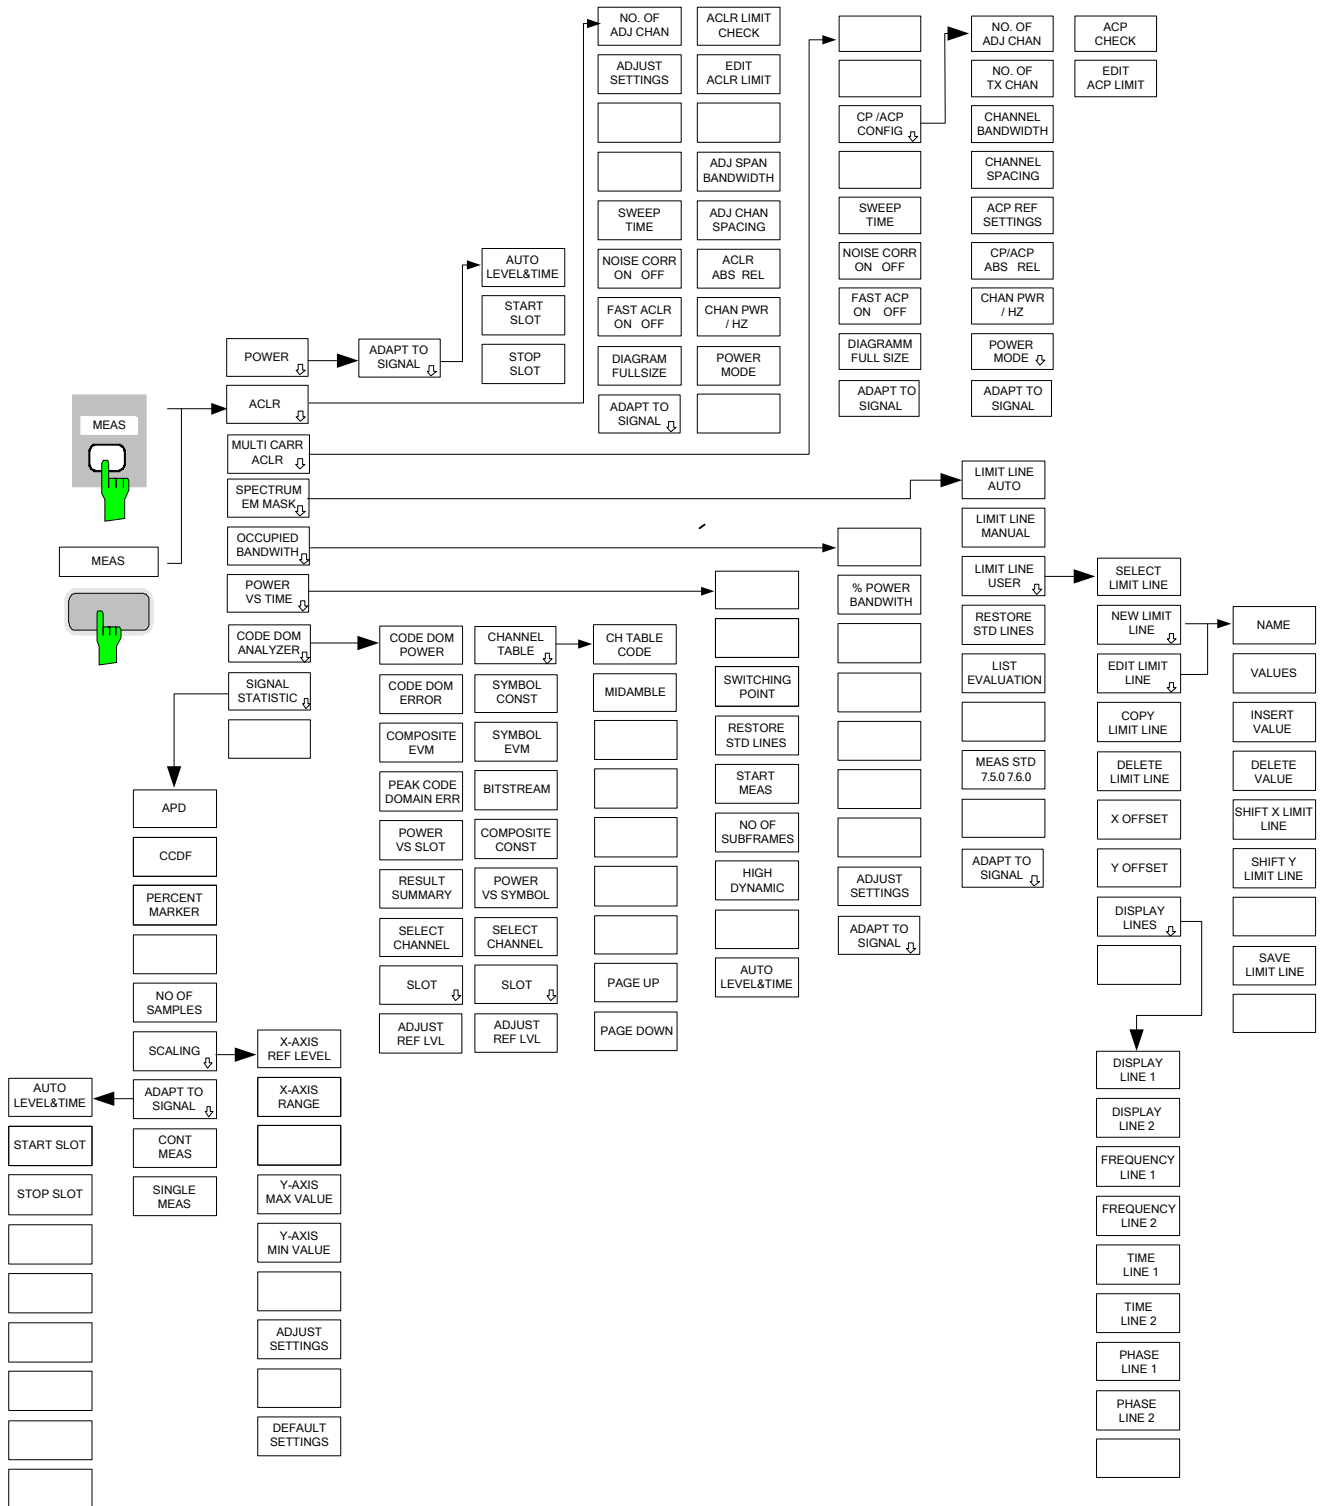 NO. OF
ADJ CHAN
ADJUST
SETTINGS
SWEEP
TIME
NOISE CORR
ON OFF
FAST ACLR
ON OFF
DIAGRAM
FULLSIZE
ADAPT TO
SIGNAL
ACLR LIMIT
CHECK
EDIT
ACLR LIMIT
ADJ SPAN
BANDWIDTH
ADJ CHAN
SPACING
ACLR
ABS REL
CHAN PWR
/ HZ
POWER
MODE
CP /ACP
CONFIG
SWEEP
TIME
NOISE CORR
ON OFF
FAST ACP
ON OFF
DIAGRAMM
FULL SIZE
ADAPT TO
SIGNAL
NO. OF
ADJ CHAN
NO. OF
TX CHAN
CHANNEL
BANDWIDTH
CHANNEL
SPACING
ACP REF
SETTINGS
CP/ACP
ABS REL
CHAN PWR
/ HZ
POWER
MODE
ADAPT TO
SIGNAL
ACP
CHECK
EDIT
ACP LIMIT
AUTO
LEVEL&TIME
START
SLOT
STOP
SLOT
ADAPT TO
SIGNAL
MEAS
MEAS
POWER
ACLR
MULTI CARR
ACLR
SPECTRUM
EM MASK
OCCUPIED
BANDWITH
POWER
VS TIME
CODE DOM
ANALYZER
SIGNAL
STATISTIC
CODE DOM
POWER
CODE DOM
ERROR
COMPOSITE
EVM
PEAK CODE
DOMAIN ERR
POWER
VS SLOT
RESULT
SUMMARY
SELECT
CHANNEL
SLOT
ADJUST
REF LVL
CHANNEL
TABLE
SYMBOL
CONST
SYMBOL
EVM
BITSTREAM
COMPOSITE
CONST
POWER
VS SYMBOL
SELECT
CHANNEL
SLOT
ADJUST
REF LVL
CH TABLE
CODE
MIDAMBLE
PAGE UP
PAGE DOWN
SWITCHING
POINT
RESTORE
STD LINES
START
MEAS
NO OF
SUBFRAMES
HIGH
DYNAMIC
AUTO
LEVEL&TIME
% POWER
BANDWITH
ADJUST
SETTINGS
ADAPT TO
SIGNAL
LIMIT LINE
AUTO
LIMIT LINE
MANUAL
LIMIT LINE
USER
RESTORE
STD LINES
LIST
EVALUATION
MEAS STD
7.5.0 7.6.0
ADAPT TO
SIGNAL
SELECT
LIMIT LINE
NEW LIMIT
LINE
EDIT LIMIT
LINE
COPY
LIMIT LINE
DELETE
LIMIT LINE
X OFFSET
Y OFFSET
DISPLAY
LINES
NAME
VALUES
INSERT
VALUE
DELETE
VALUE
SHIFT X LIMIT
LINE
SHIFT Y
LIMIT LINE
SAVE
LIMIT LINE
DISPLAY
LINE 1
DISPLAY
LINE 2
FREQUENCY
LINE 1
FREQUENCY
LINE 2
TIME
LINE 1
TIME
LINE 2
PHASE
LINE 1
PHASE
LINE 2
APD
CCDF
PERCENT
MARKER
NO OF
SAMPLES
SCALING
ADAPT TO
SIGNAL
CONT
MEAS
SINGLE
MEAS
X-AXIS
REF LEVEL
X-AXIS
RANGE
Y-AXIS
MAX VALUE
Y-AXIS
MIN VALUE
ADJUST
SETTINGS
DEFAULT
SETTINGS
AUTO
LEVEL&TIME
START SLOT
STOP SLOT